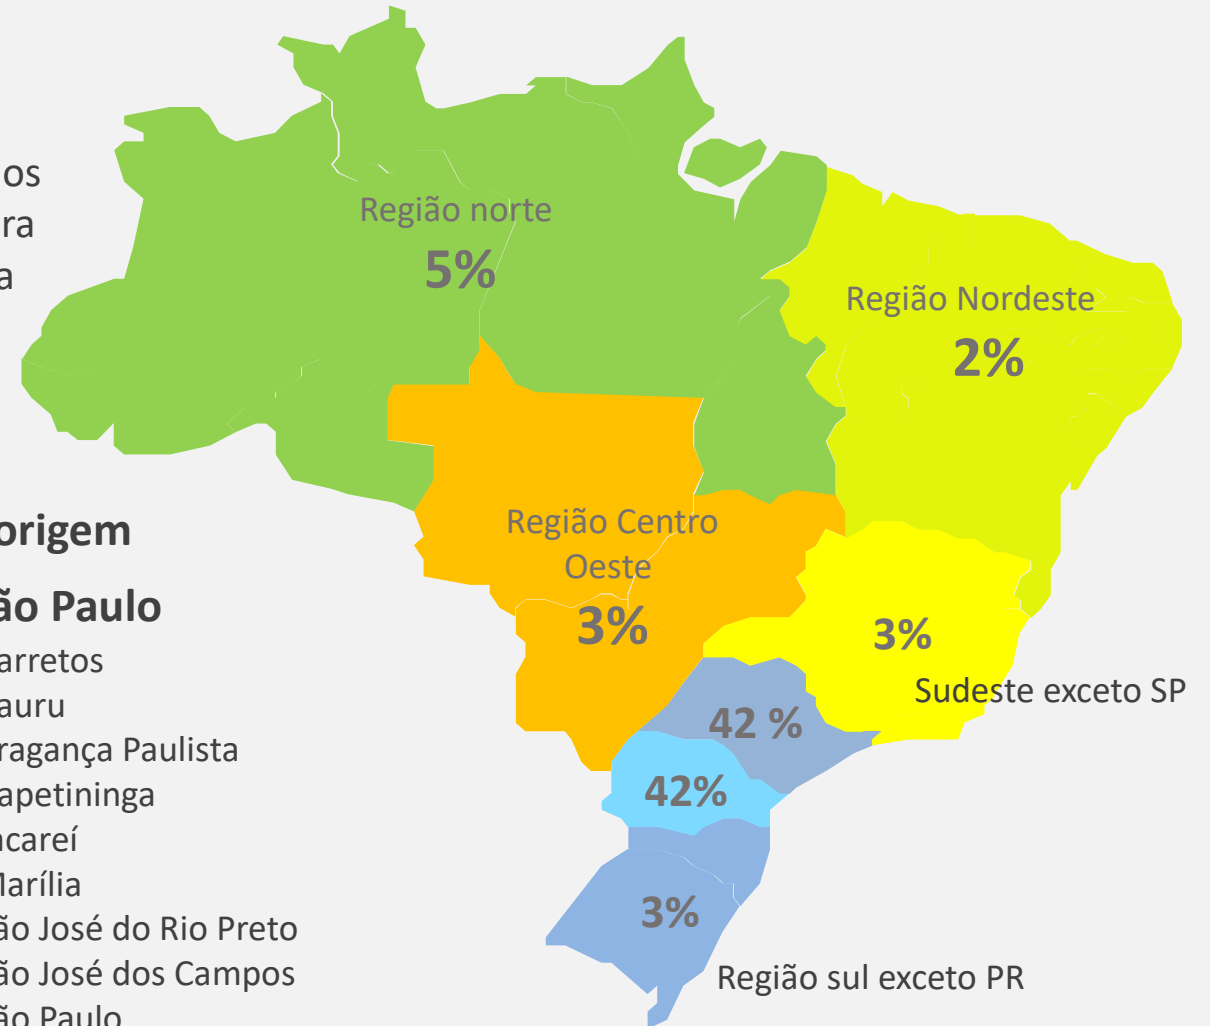 os
ra
a
origem
ão Paulo
arretos
auru
ragança Paulista
apetininga
acareí
Marília
ão José do Rio Preto
ão José dos Campos
ão Paulo
Região norte
5%
Região Nordeste
2%
Região Centro
Oeste
3%
3%
Sudeste exceto SP
42 %
42%
3%
Região sul exceto PR